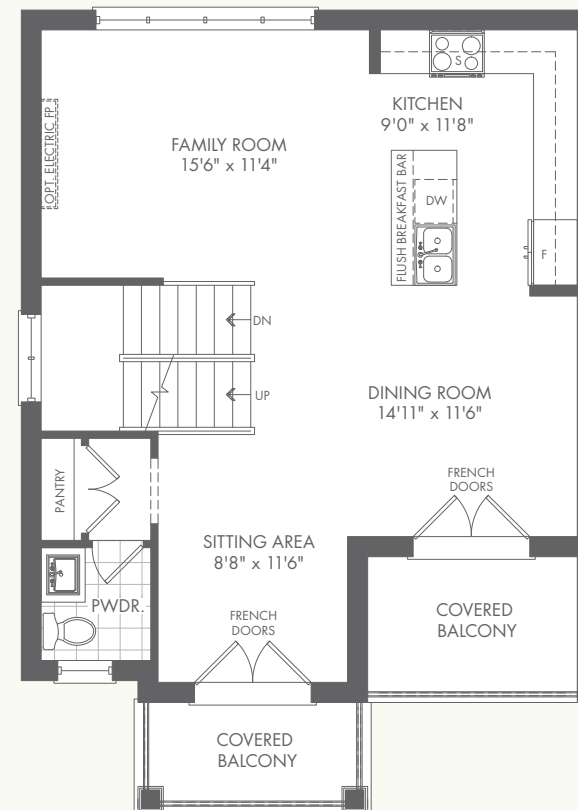 S
KITCHEN
9'0" x 11'8"
FAMILY ROOM
15'6" x 11'4"
OPT. ELECTRIC FP
FLUSH BREAKFAST BAR
DW
F
DN
UP
DINING ROOM
14'11" x 11'6"
PANTRY
FRENCH
DOORS
SITTING AREA
8'8" x 11'6"
PWDR.
COVERED
BALCONY
FRENCH
DOORS
COVERED
BALCONY